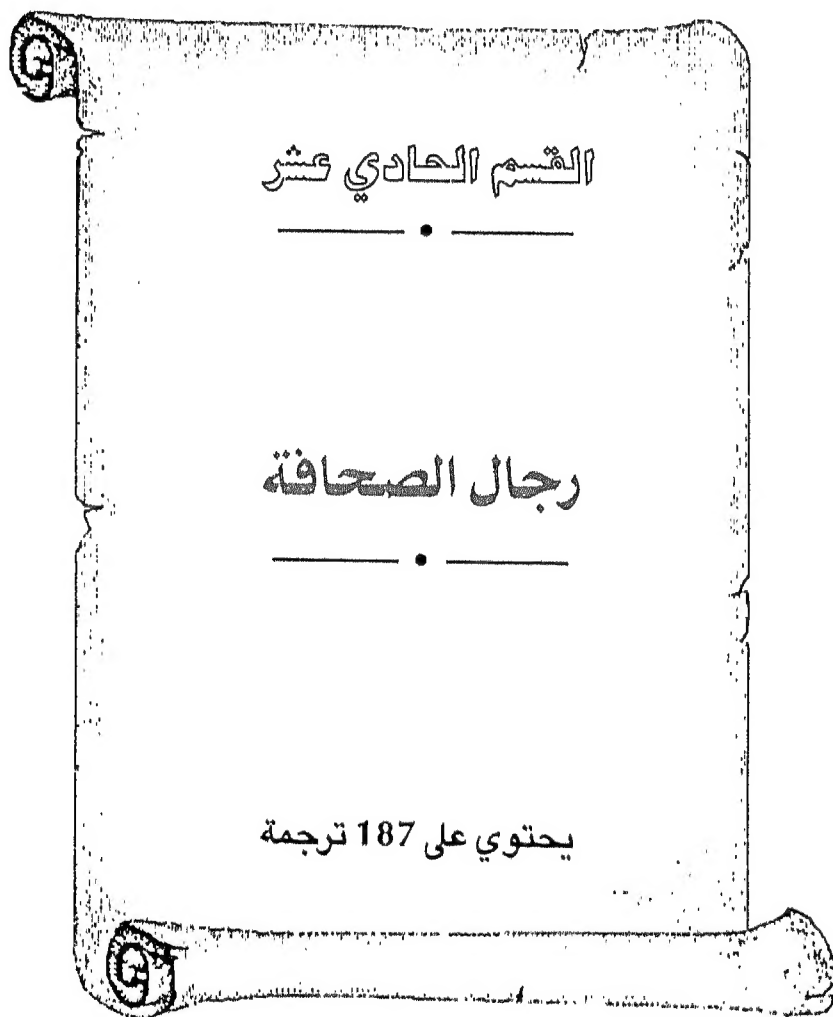 القسم الحادي عشر
رجال الصحافة
يحتوي على 187 ترجمة